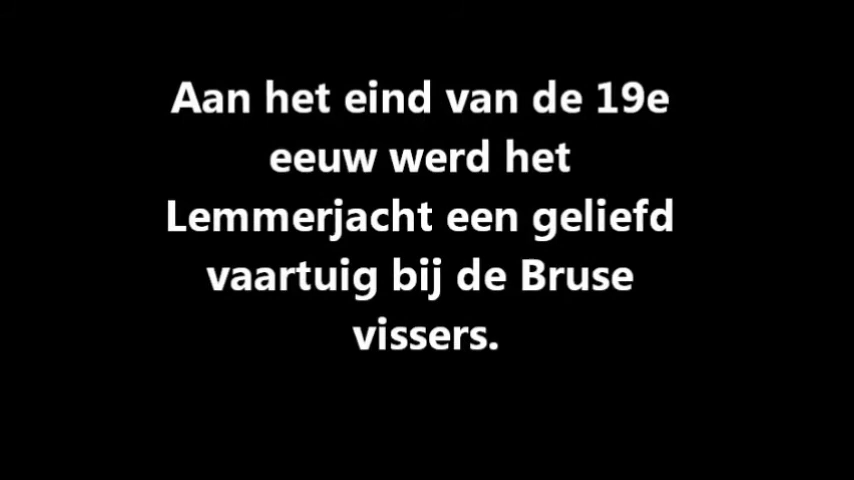 Aan het eind van de 19e
eeuw werd het
Lemmerjacht een geliefd
vaartuig bij de Bruse
vissers.